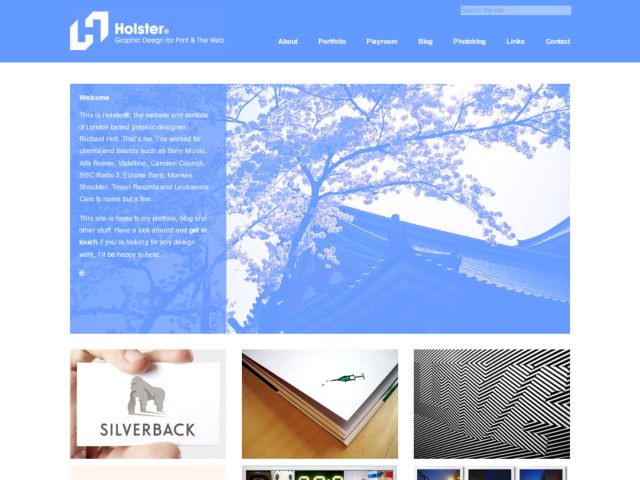 Search the site
Holster®
Graphic Design for Print & The Web
About Portfolio Playroom Blog Photoblog Links Contact
Welcome
This is Holster®, the website and portfolio
of London based graphic designer
Richard Holt. That's me. I've worked for
clients and brands such as Sony Music,
Alfa Romeo, Vodafone, Camden Council,
BBC Radio 3, Eclipse Bars, Monkey
Shoulder, Trojan Records and Leukaemia
Care to name but a few.
This site is home to my portfolio, blog and
other stuff. Have a look around and get in
touch if you're looking for any design
work, I'll be happy to help...
SILVERBACK